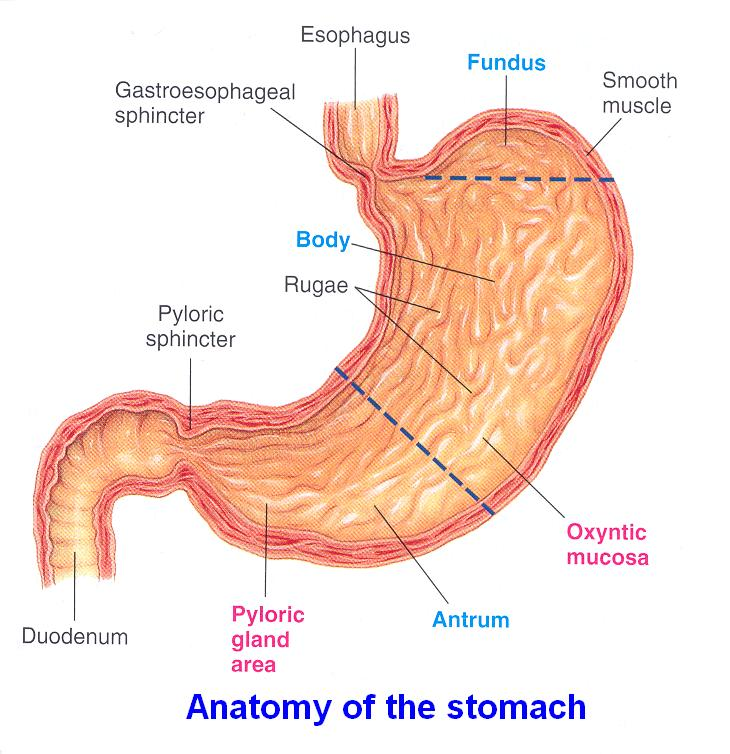 Esophagus
Fundus
Gastroesophageal
sphincter
Smooth
muscle
Body
Rugae
Pyloric
sphincter
Oxyntic
mucosa
Pyloric
gland
area
Antrum
Duodenum
Anatomy of the stomach